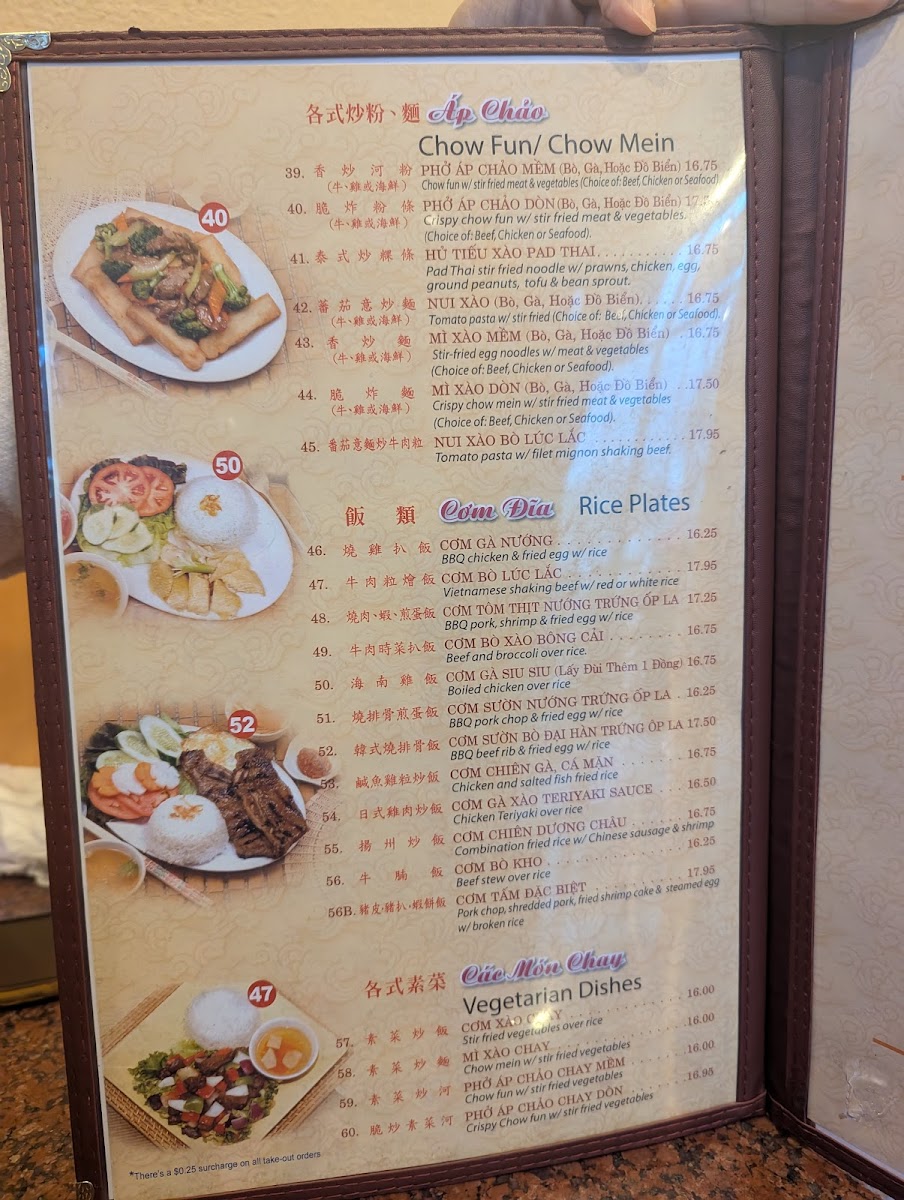 各式炒粉、麵 Áp Chảo
Chow Fun/ Chow Mein
39. 香炒河粉 PHỞ ÁP CHẢO MỀM (Bò, Gà, Hoặc Đồ Biển) 16.75
(牛、雞或海鮮) Chow fun w/ stir fried meat & vegetables (Choice of: Beef, Chicken or Seafood).
40. 脆炸粉條 PHỞ ÁP CHẢO DÒN (Bò, Gà, Hoặc Đồ Biển)
(牛、雞或海鮮) Crispy chow fun w/ stir fried meat & vegetables.
(Choice of: Beef, Chicken or Seafood).
40
41. 泰式炒粿條 HỦ TIẾU XÀO PAD THAI........... 16.75
Pad Thai stir fried noodle w/ prawns, chicken, egg,
ground peanuts, tofu & bean sprout.
42. 蕃茄意炒麵 NUI XÀO (Bò, Gà, Hoặc Đồ Biển)...... 16.75
(牛、雞或海鮮) Tomato pasta w/ stir fried (Choice of: Beef, Chicken or Seafood).
43. 香炒麵 MÌ XÀO MỀM (Bò, Gà, Hoặc Đồ Biển) . 16.75
(牛、雞或海鮮) Stir-fried egg noodles w/ meat & vegetables
(Choice of: Beef, Chicken or Seafood).
44. 脆炸麵 MÌ XÀO DÒN (Bò, Gà, Hoặc Đồ Biển) ..17.50
(牛、雞或海鮮) Crispy chow mein w/ stir fried meat & vegetables
(Choice of: Beef, Chicken or Seafood).
45. 蕃茄意麵炒牛肉粒 NUI XÀO BÒ LÚC LẮC ........... 17.95
Tomato pasta w/ filet mignon shaking beef.
50
飯類 Cơm Đĩa Rice Plates
46. 燒雞扒飯 CƠM GÀ NƯỚNG.............. 16.25
BBQ chicken & fried egg w/ rice
47. 牛肉粒燴飯 CƠM BÒ LÚC LẮC ............. 17.95
Vietnamese shaking beef w/ red or white rice
48. 燒肉、蝦、煎蛋飯 CƠM TÔM THỊT NƯỚNG TRỨNG ỐP LA 17.25
BBQ pork, shrimp & fried egg w/ rice
49. 牛肉時菜扒飯 CƠM BÒ XÀO BÔNG CẢI ........ 16.75
Beef and broccoli over rice.
50. 海南雞飯 CƠM GÀ SIU SIU (Lấy Đùi Thêm 1 Đồng) 16.75
Boiled chicken over rice
51. 燒排骨煎蛋飯 CƠM SƯỜN NƯỚNG TRỨNG ỐP LA . 16.25
BBQ pork chop & fried egg w/ rice
52
52. 韓式燒排骨飯 CƠM SƯỜN BÒ ĐẠI HÀN TRỨNG ỐP LA 17.50
BBQ beef rib & fried egg w/ rice
53. 鹹魚雞粒炒飯 CƠM CHIÊN GÀ, CÁ MẶN 16.75
Chicken and salted fish fried rice
54. 日式雞肉炒飯 CƠM GÀ XÀO TERIYAKI SAUCE ... 16.50
Chicken Teriyaki over rice
55. 揚州炒飯 CƠM CHIÊN DƯƠNG CHÂU ....... 16.75
Combination fried rice w/ Chinese sausage & shrimp
56. 牛腩飯 CƠM BÒ KHO ............... 16.25
Beef stew over rice
56B. 豬皮、豬扒、蝦餅飯 CƠM TẤM ĐẶC BIỆT .......... 17.95
Pork chop, shredded pork, fried shrimp cake & steamed egg
w/ broken rice
各式素菜 Các Món Chay
Vegetarian Dishes
47
57. 素菜炒飯 CƠM XÀO CHAY 16.00
Stir fried vegetables over rice
58. 素菜炒麵 MÌ XÀO CHAY 16.00
Chow mein w/ stir fried vegetables
59. 素菜炒河 PHỞ ÁP CHẢO CHAY MỀM ....... 16.00
Chow fun w/ stir fried vegetables
60. 脆炒素菜河 PHỞ ÁP CHẢO CHAY DÒN ....... 16.95
Crispy Chow fun w/ stir fried vegetables
*There's a $0.25 surcharge on all take-out orders